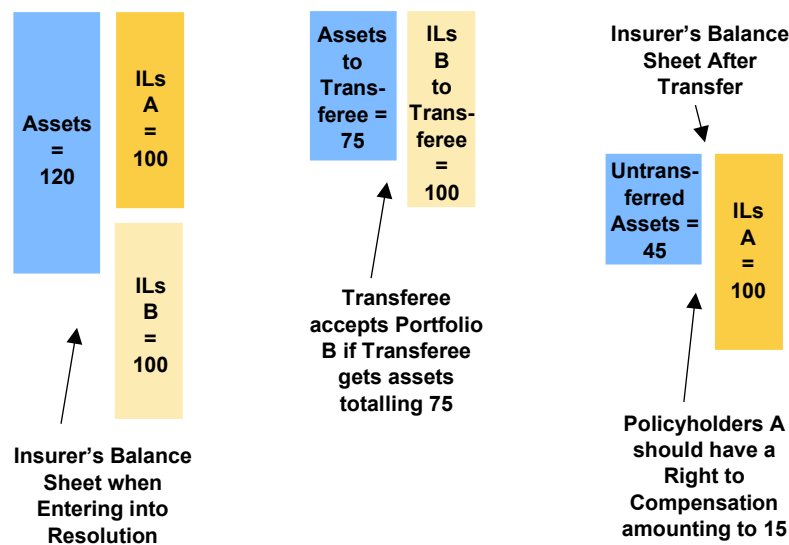 Assets
=
120
ILs
A
=
100
ILs
B
=
100
Insurer's Balance
Sheet when
Entering into
Resolution
Assets
to
Trans-
feree =
75
ILs
B
to
Trans-
feree
=
100
Transferee
accepts Portfolio
B if Transferee
gets assets
totalling 75
Insurer's Balance
Sheet After
Transfer
Untrans-
ferred
Assets =
45
ILs
A
=
100
Policyholders A
should have a
Right to
Compensation
amounting to 15